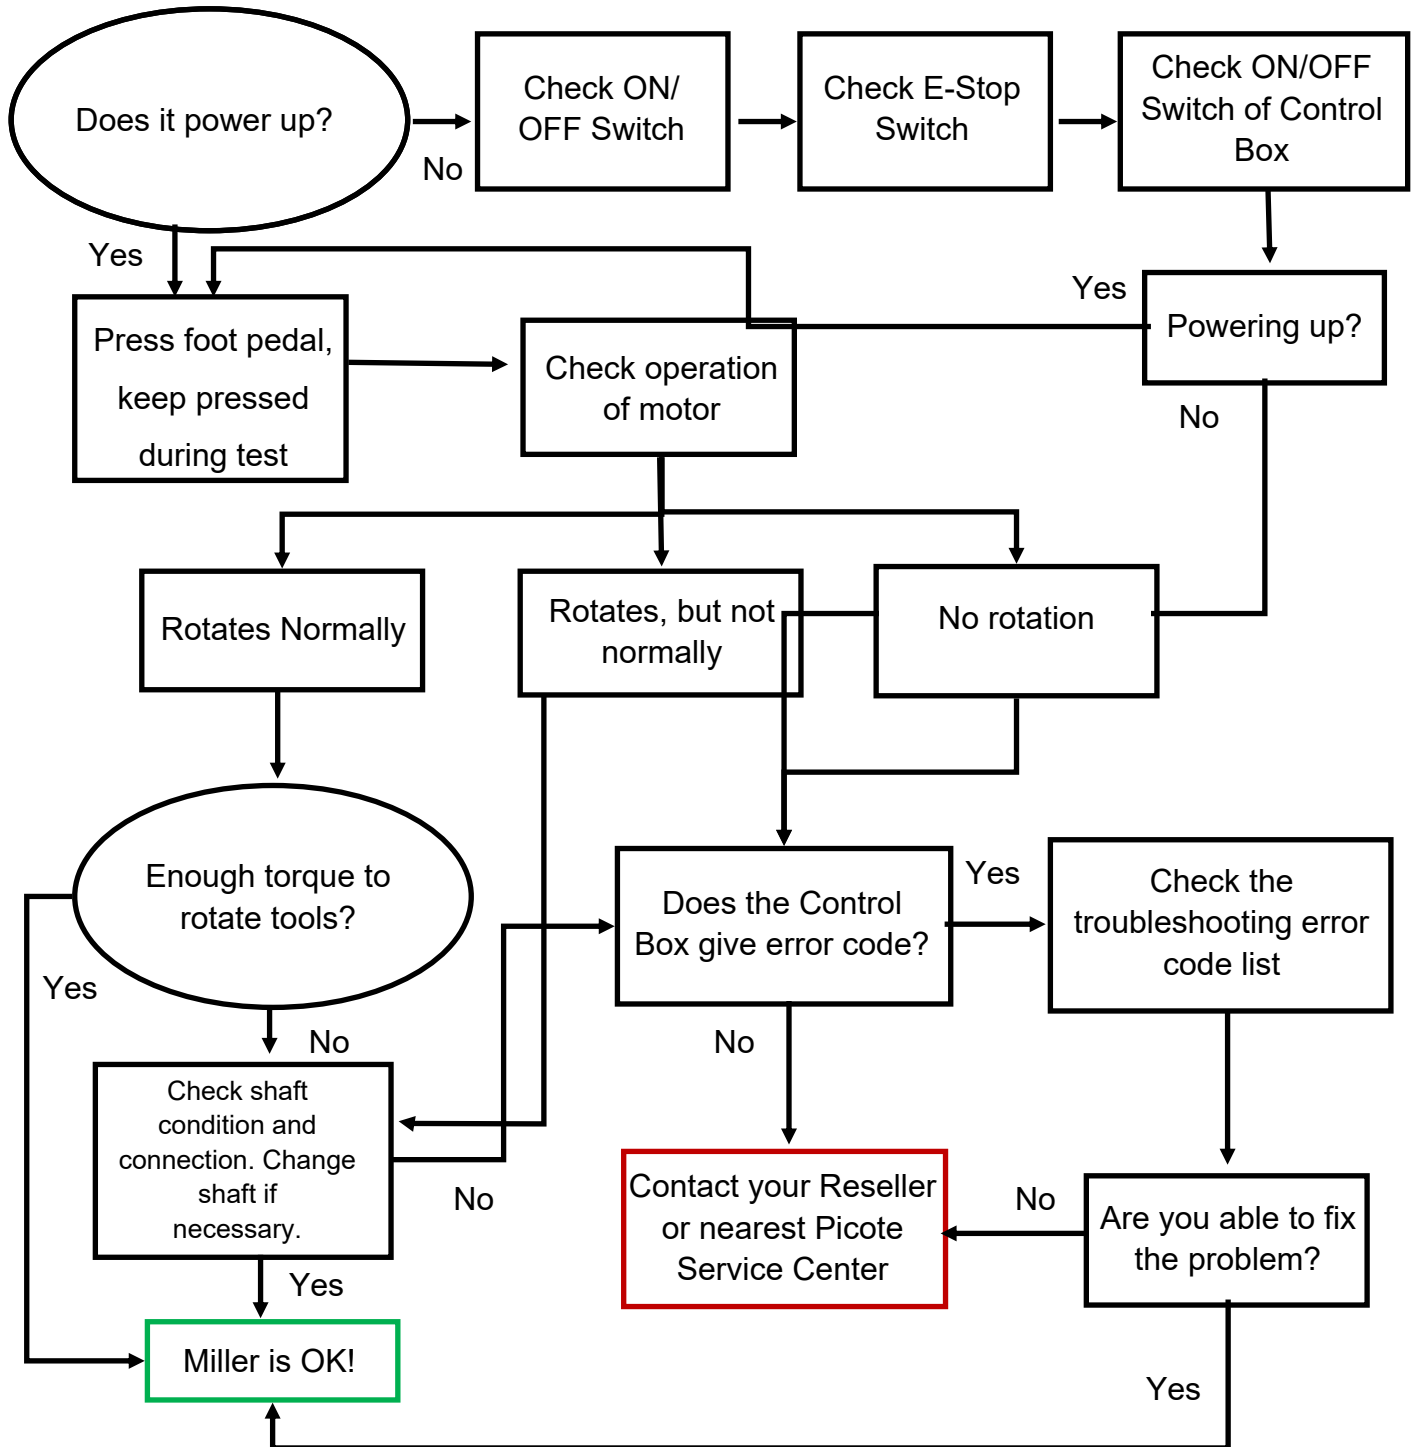 Does it power up?
No
Check ON/
OFF Switch
Check E-Stop
Switch
Check ON/OFF
Switch of Control
Box
Yes
Yes
Powering up?
Press foot pedal,
keep pressed
during test
Check operation
of motor
No
Rotates Normally
Rotates, but not
normally
No rotation
Enough torque to
rotate tools?
Does the Control
Box give error code?
Yes
Check the
troubleshooting error
code list
Yes
No
No
Check shaft
condition and
connection. Change
shaft if
necessary.
No
Contact your Reseller
or nearest Picote
Service Center
No
Are you able to fix
the problem?
Yes
Miller is OK!
Yes